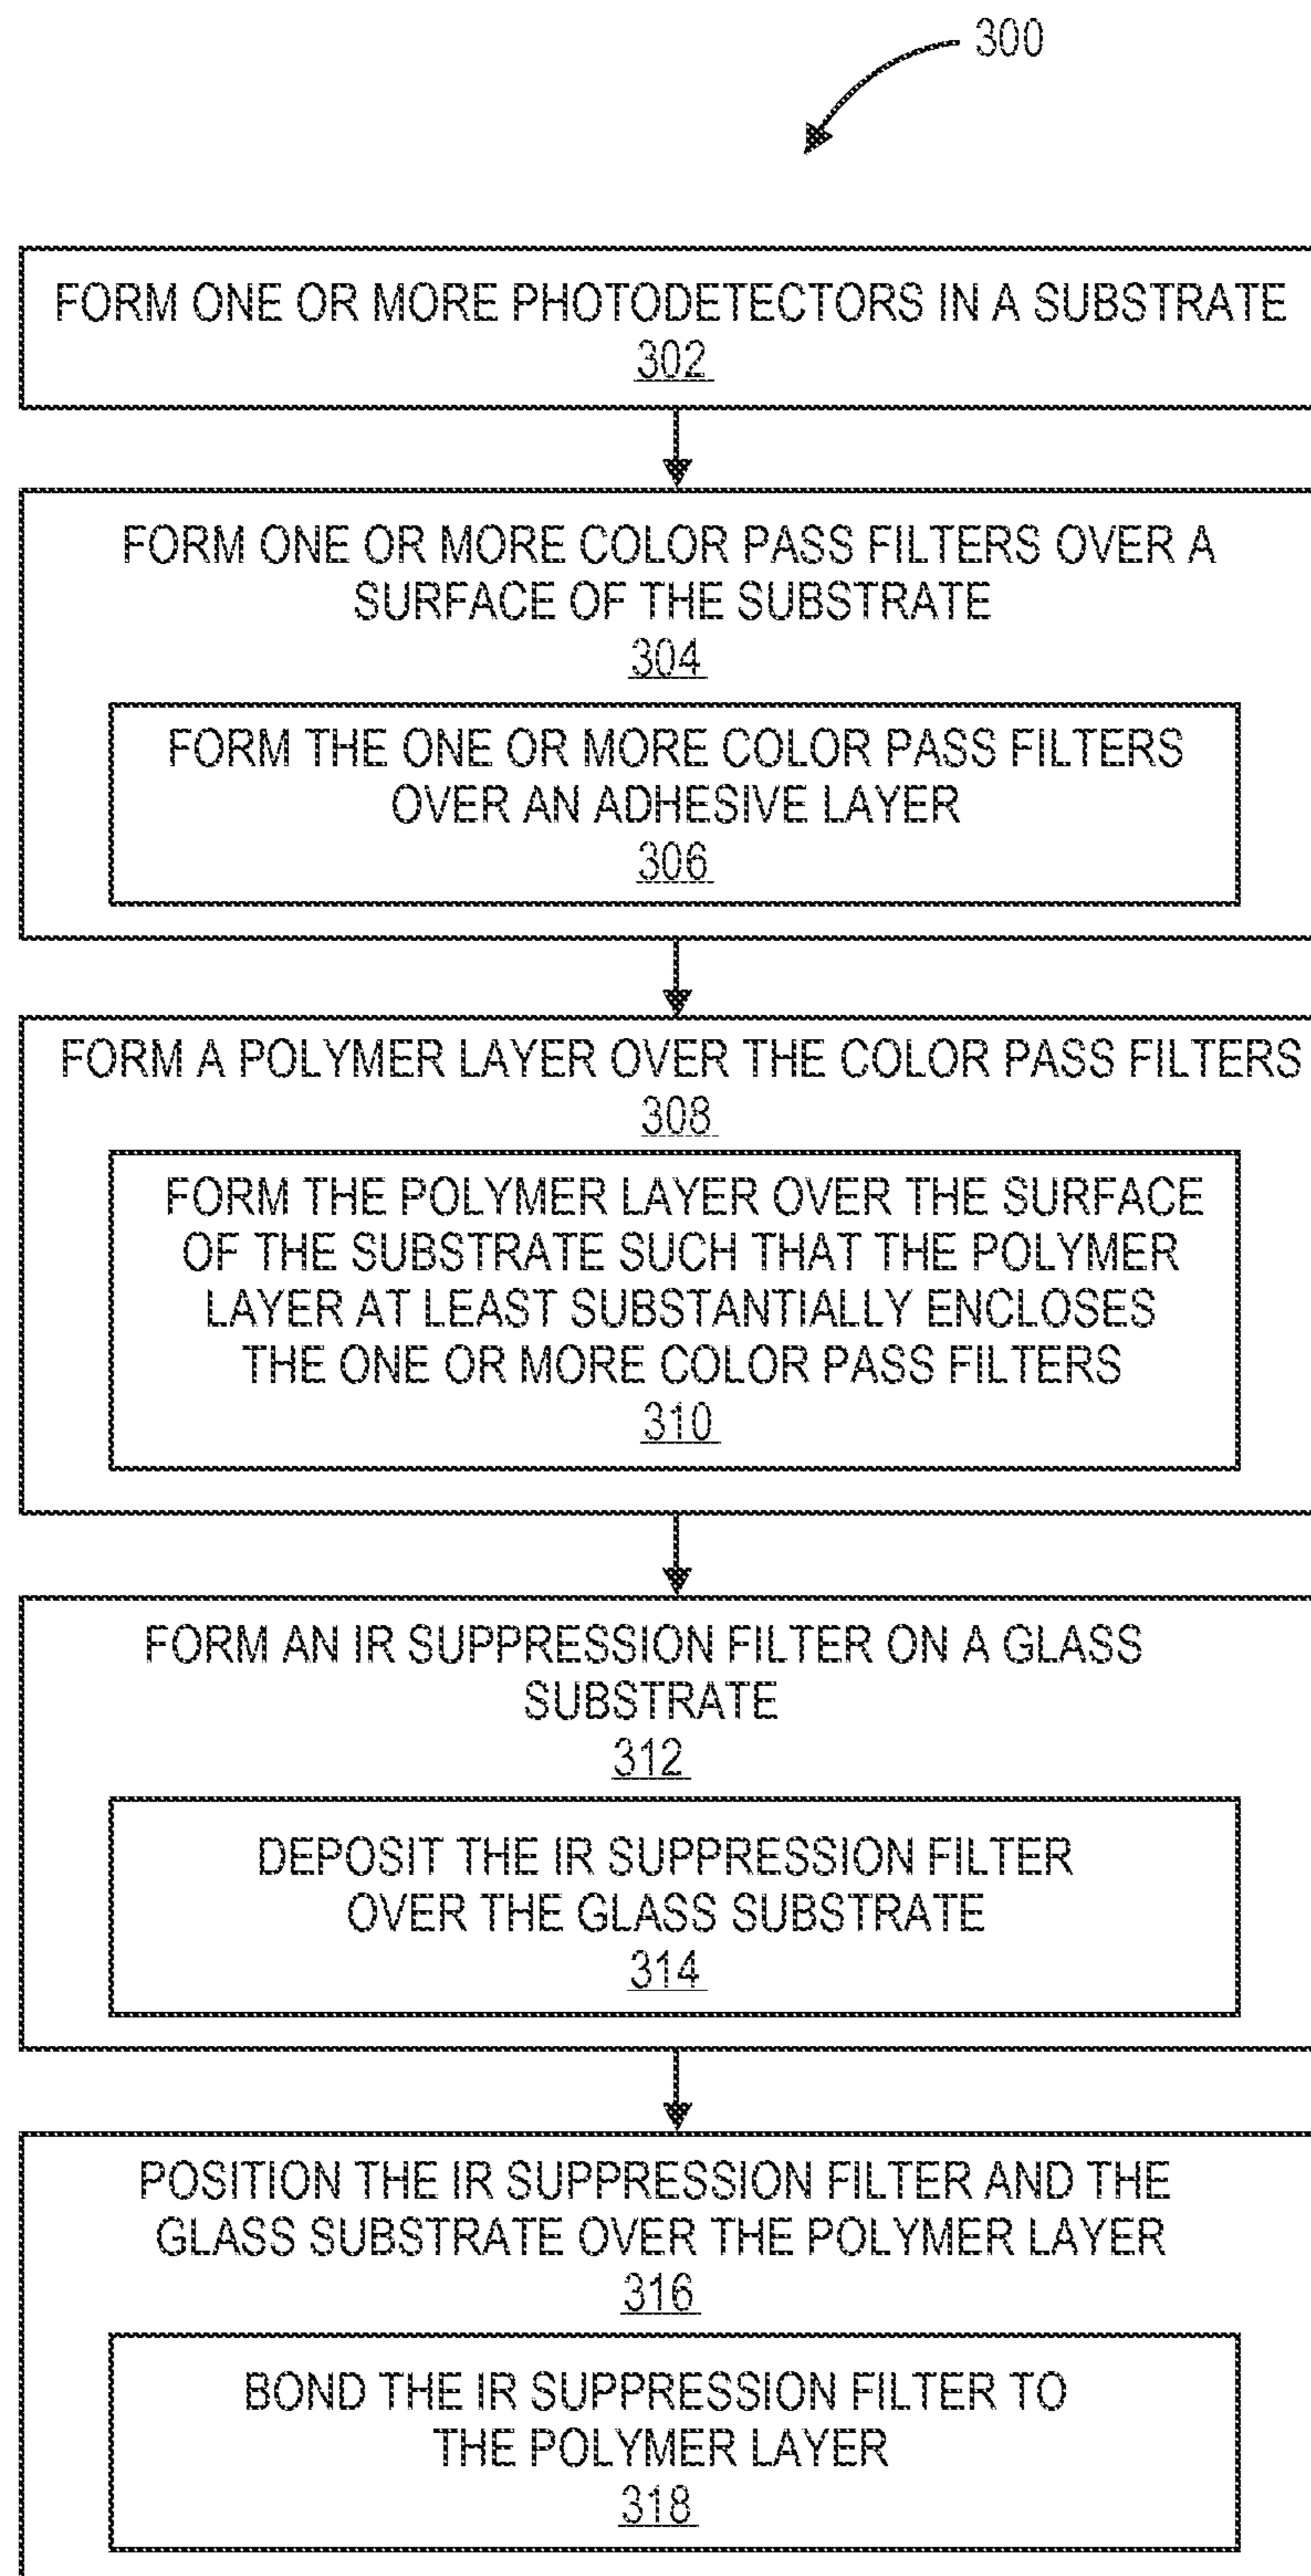 300
FORM ONE OR MORE PHOTODETECTORS IN A SUBSTRATE
302
FORM ONE OR MORE COLOR PASS FILTERS OVER A
SURFACE OF THE SUBSTRATE
304
FORM THE ONE OR MORE COLOR PASS FILTERS
OVER AN ADHESIVE LAYER
306
FORM A POLYMER LAYER OVER THE COLOR PASS FILTERS
308
FORM THE POLYMER LAYER OVER THE SURFACE
OF THE SUBSTRATE SUCH THAT THE POLYMER
LAYER AT LEAST SUBSTANTIALLY ENCLOSES
THE ONE OR MORE COLOR PASS FILTERS
310
FORM AN IR SUPPRESSION FILTER ON A GLASS
SUBSTRATE
312
DEPOSIT THE IR SUPPRESSION FILTER
OVER THE GLASS SUBSTRATE
314
POSITION THE IR SUPPRESSION FILTER AND THE
GLASS SUBSTRATE OVER THE POLYMER LAYER
316
BOND THE IR SUPPRESSION FILTER TO
THE POLYMER LAYER
318